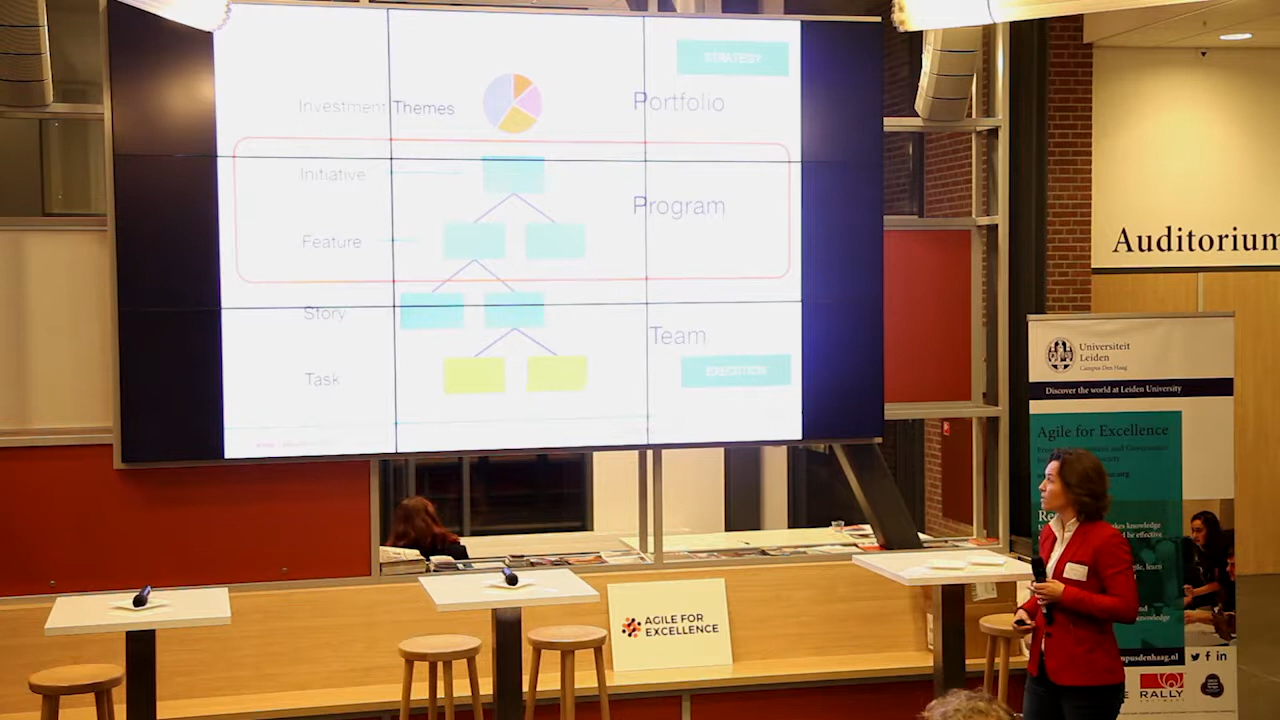 STRATEGY
Investment Themes
Portfolio
Initiative
Program
Feature
Story
Team
EXECUTION
Task
Auditorium
Universiteit
Leiden
Campus Den Haag
Discover the world at Leiden University
Agile for Excellence
AGILE FOR
EXCELLENCE
RALLY